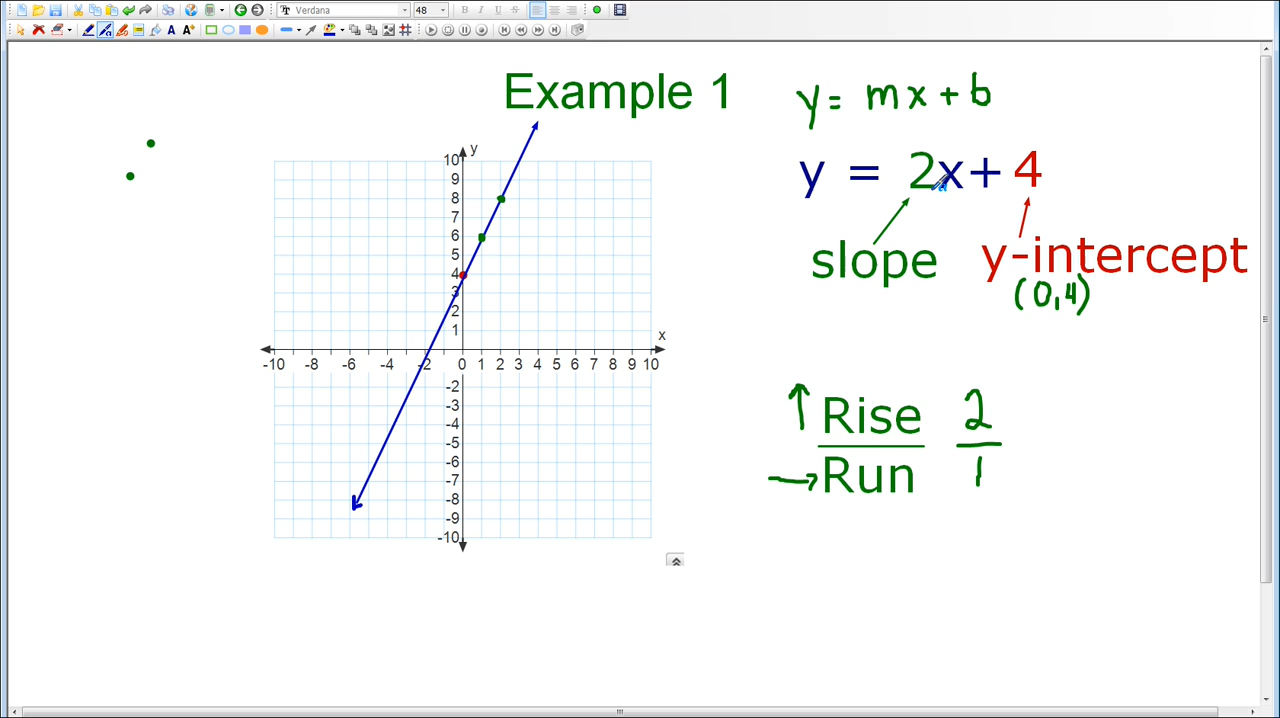 Verdana 48
Example 1
y = mx + b
y = 2x+ 4
slope y-intercept
(0,4)
y
10
9
8
7
6
5
4
3
2
1
x
-10 -8 -6 -4 -2 0 1 2 3 4 5 6 7 8 9 10
-2
-3
-4
-5
-6
-7
-8
-9
-10
Rise 2
Run 1